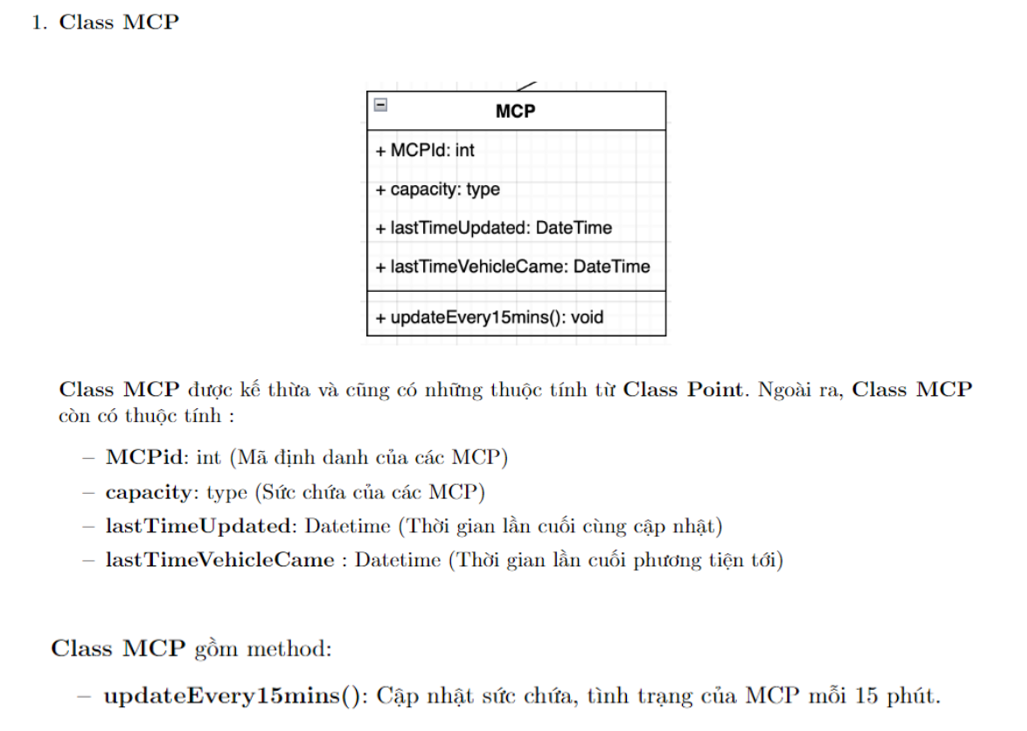 1. Class MCP
MCP
+ MCPId: int
+ capacity: type
+ lastTimeUpdated: DateTime
+ lastTimeVehicleCame: DateTime
+ updateEvery15mins(): void
Class MCP được kế thừa và cũng có những thuộc tính từ Class Point. Ngoài ra, Class MCP
còn có thuộc tính :
– MCPid: int (Mã định danh của các MCP)
– capacity: type (Sức chứa của các MCP)
– lastTimeUpdated: Datetime (Thời gian lần cuối cùng cập nhật)
– lastTimeVehicleCame : Datetime (Thời gian lần cuối phương tiện tới)
Class MCP gồm method:
– updateEvery15mins(): Cập nhật sức chứa, tình trạng của MCP mỗi 15 phút.